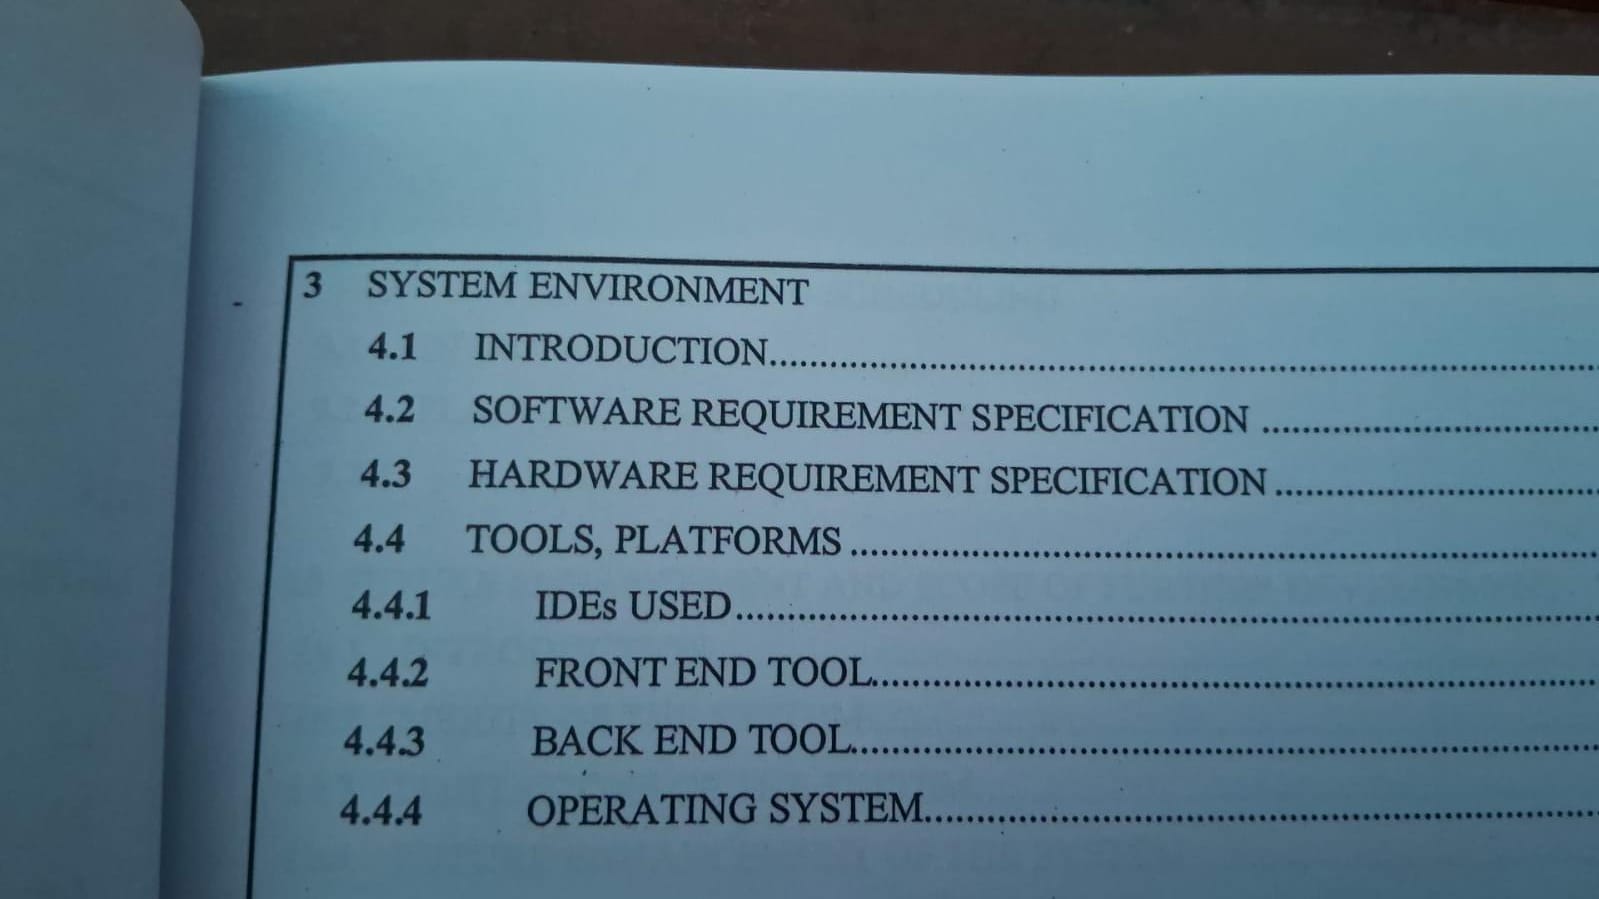 3 SYSTEM ENVIRONMENT
4.1 INTRODUCTION................................................................................
4.2 SOFTWARE REQUIREMENT SPECIFICATION ................................
4.3 HARDWARE REQUIREMENT SPECIFICATION ...............................
4.4 TOOLS, PLATFORMS .........................................................................
4.4.1 IDEs USED....................................................................................
4.4.2 FRONT END TOOL......................................................................
4.4.3 BACK END TOOL........................................................................
4.4.4 OPERATING SYSTEM.................................................................